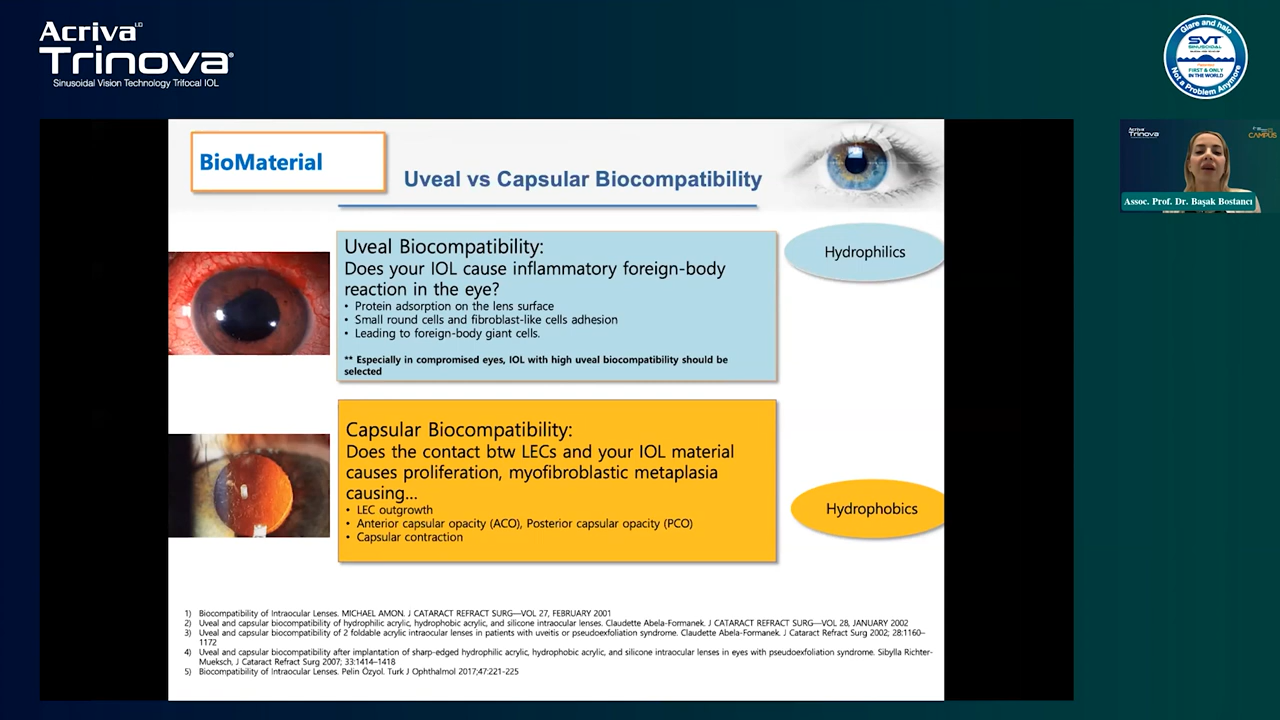 Acriva UD
Trinova®
Sinusoidal Vision Technology Trifocal IOL
Glare and halo
SVT
SINUSOIDAL
FIRST & ONLY
IN THE WORLD
Not a Problem Anymore
BioMaterial
Uveal vs Capsular Biocompatibility
Acriva
Trinova
CAMPUS
Assoc. Prof. Dr. Başak Bostancı
Uveal Biocompatibility:
Does your IOL cause inflammatory foreign-body
reaction in the eye?
• Protein adsorption on the lens surface
• Small round cells and fibroblast-like cells adhesion
• Leading to foreign-body giant cells.
** Especially in compromised eyes, IOL with high uveal biocompatibility should be
selected
Hydrophilics
Capsular Biocompatibility:
Does the contact btw LECs and your IOL material
causes proliferation, myofibroblastic metaplasia
causing...
• LEC outgrowth
• Anterior capsular opacity (ACO), Posterior capsular opacity (PCO)
• Capsular contraction
Hydrophobics
1) Biocompatibility of Intraocular Lenses. MICHAEL AMON. J CATARACT REFRACT SURG—VOL 27, FEBRUARY 2001
2) Uveal and capsular biocompatibility of hydrophilic acrylic, hydrophobic acrylic, and silicone intraocular lenses. Claudette Abela-Formanek. J CATARACT REFRACT SURG—VOL 28, JANUARY 2002
3) Uveal and capsular biocompatibility of 2 foldable acrylic intraocular lenses in patients with uveitis or pseudoexfoliation syndrome. Claudette Abela-Formanek. J Cataract Refract Surg 2002; 28:1160–
1172
4) Uveal and capsular biocompatibility after implantation of sharp-edged hydrophilic acrylic, hydrophobic acrylic, and silicone intraocular lenses in eyes with pseudoexfoliation syndrome. Sibylla Richter-
Mueksch, J Cataract Refract Surg 2007; 33:1414–1418
5) Biocompatibility of Intraocular Lenses. Pelin Özyol. Turk J Ophthalmol 2017;47:221-225